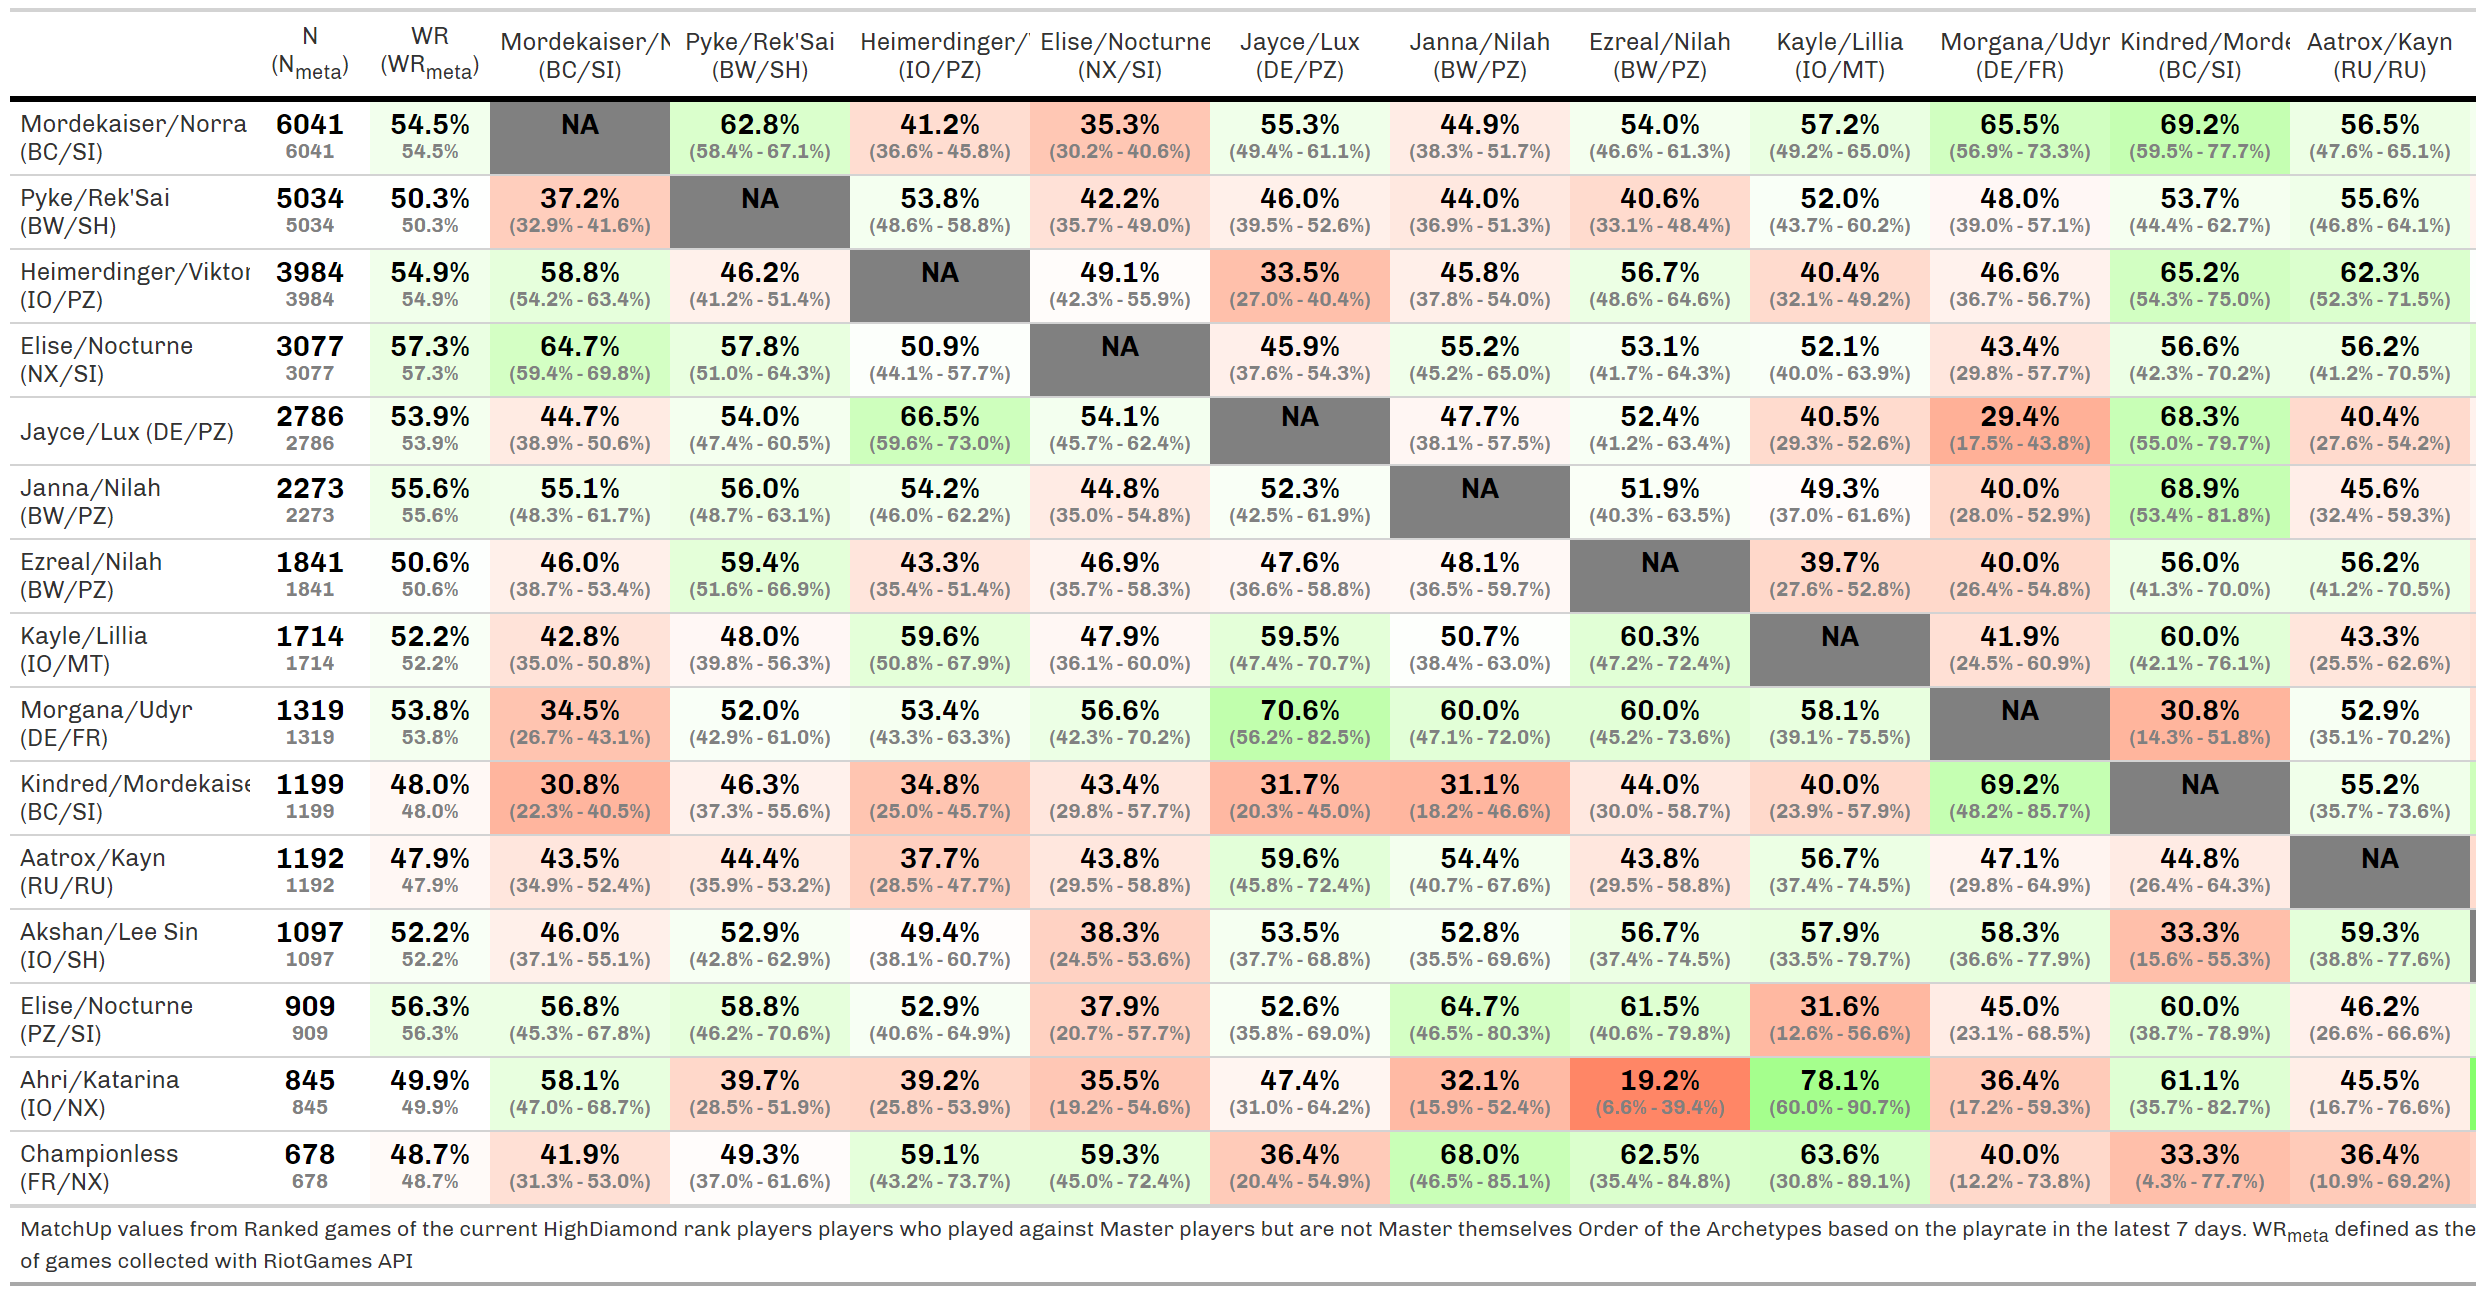 N WR Mordekaiser/N Pyke/Rek'Sai Heimerdinger/ Elise/Nocturne Jayce/Lux Janna/Nilah Ezreal/Nilah Kayle/Lillia Morgana/Udyr Kindred/Morde Aatrox/Kayn
(Nmeta) (WRmeta) (BC/SI) (BW/SH) (IO/PZ) (NX/SI) (DE/PZ) (BW/PZ) (BW/PZ) (IO/MT) (DE/FR) (BC/SI) (RU/RU)
Mordekaiser/Norra 6041 54.5% NA 62.8% 41.2% 35.3% 55.3% 44.9% 54.0% 57.2% 65.5% 69.2% 56.5%
(BC/SI) 6041 54.5% (58.4% - 67.1%) (36.6% - 45.8%) (30.2% - 40.6%) (49.4% - 61.1%) (38.3% - 51.7%) (46.6% - 61.3%) (49.2% - 65.0%) (56.9% - 73.3%) (59.5% - 77.7%) (47.6% - 65.1%)
Pyke/Rek'Sai 5034 50.3% 37.2% NA 53.8% 42.2% 46.0% 44.0% 40.6% 52.0% 48.0% 53.7% 55.6%
(BW/SH) 5034 50.3% (32.9% - 41.6%) (48.6% - 58.8%) (35.7% - 49.0%) (39.5% - 52.6%) (36.9% - 51.3%) (33.1% - 48.4%) (43.7% - 60.2%) (39.0% - 57.1%) (44.4% - 62.7%) (46.8% - 64.1%)
Heimerdinger/Viktor 3984 54.9% 58.8% 46.2% NA 49.1% 33.5% 45.8% 56.7% 40.4% 46.6% 65.2% 62.3%
(IO/PZ) 3984 54.9% (54.2% - 63.4%) (41.2% - 51.4%) (42.3% - 55.9%) (27.0% - 40.4%) (37.8% - 54.0%) (48.6% - 64.6%) (32.1% - 49.2%) (36.7% - 56.7%) (54.3% - 75.0%) (52.3% - 71.5%)
Elise/Nocturne 3077 57.3% 64.7% 57.8% 50.9% NA 45.9% 55.2% 53.1% 52.1% 43.4% 56.6% 56.2%
(NX/SI) 3077 57.3% (59.4% - 69.8%) (51.0% - 64.3%) (44.1% - 57.7%) (37.6% - 54.3%) (45.2% - 65.0%) (41.7% - 64.3%) (40.0% - 63.9%) (29.8% - 57.7%) (42.3% - 70.2%) (41.2% - 70.5%)
Jayce/Lux (DE/PZ) 2786 53.9% 44.7% 54.0% 66.5% 54.1% NA 47.7% 52.4% 40.5% 29.4% 68.3% 40.4%
2786 53.9% (38.9% - 50.6%) (47.4% - 60.5%) (59.6% - 73.0%) (45.7% - 62.4%) (38.1% - 57.5%) (41.2% - 63.4%) (29.3% - 52.6%) (17.5% - 43.8%) (55.0% - 79.7%) (27.6% - 54.2%)
Janna/Nilah 2273 55.6% 55.1% 56.0% 54.2% 44.8% 52.3% NA 51.9% 49.3% 40.0% 68.9% 45.6%
(BW/PZ) 2273 55.6% (48.3% - 61.7%) (48.7% - 63.1%) (46.0% - 62.2%) (35.0% - 54.8%) (42.5% - 61.9%) (40.3% - 63.5%) (37.0% - 61.6%) (28.0% - 52.9%) (53.4% - 81.8%) (32.4% - 59.3%)
Ezreal/Nilah 1841 50.6% 46.0% 59.4% 43.3% 46.9% 47.6% 48.1% NA 39.7% 40.0% 56.0% 56.2%
(BW/PZ) 1841 50.6% (38.7% - 53.4%) (51.6% - 66.9%) (35.4% - 51.4%) (35.7% - 58.3%) (36.6% - 58.8%) (36.5% - 59.7%) (27.6% - 52.8%) (26.4% - 54.8%) (41.3% - 70.0%) (41.2% - 70.5%)
Kayle/Lillia 1714 52.2% 42.8% 48.0% 59.6% 47.9% 59.5% 50.7% 60.3% NA 41.9% 60.0% 43.3%
(IO/MT) 1714 52.2% (35.0% - 50.8%) (39.8% - 56.3%) (50.8% - 67.9%) (36.1% - 60.0%) (47.4% - 70.7%) (38.4% - 63.0%) (47.2% - 72.4%) (24.5% - 60.9%) (42.1% - 76.1%) (25.5% - 62.6%)
Morgana/Udyr 1319 53.8% 34.5% 52.0% 53.4% 56.6% 70.6% 60.0% 60.0% 58.1% NA 30.8% 52.9%
(DE/FR) 1319 53.8% (26.7% - 43.1%) (42.9% - 61.0%) (43.3% - 63.3%) (42.3% - 70.2%) (56.2% - 82.5%) (47.1% - 72.0%) (45.2% - 73.6%) (39.1% - 75.5%) (14.3% - 51.8%) (35.1% - 70.2%)
Kindred/Mordekaise 1199 48.0% 30.8% 46.3% 34.8% 43.4% 31.7% 31.1% 44.0% 40.0% 69.2% NA 55.2%
(BC/SI) 1199 48.0% (22.3% - 40.5%) (37.3% - 55.6%) (25.0% - 45.7%) (29.8% - 57.7%) (20.3% - 45.0%) (18.2% - 46.6%) (30.0% - 58.7%) (23.9% - 57.9%) (48.2% - 85.7%) (35.7% - 73.6%)
Aatrox/Kayn 1192 47.9% 43.5% 44.4% 37.7% 43.8% 59.6% 54.4% 43.8% 56.7% 47.1% 44.8% NA
(RU/RU) 1192 47.9% (34.9% - 52.4%) (35.9% - 53.2%) (28.5% - 47.7%) (29.5% - 58.8%) (45.8% - 72.4%) (40.7% - 67.6%) (29.5% - 58.8%) (37.4% - 74.5%) (29.8% - 64.9%) (26.4% - 64.3%)
Akshan/Lee Sin 1097 52.2% 46.0% 52.9% 49.4% 38.3% 53.5% 52.8% 56.7% 57.9% 58.3% 33.3% 59.3%
(IO/SH) 1097 52.2% (37.1% - 55.1%) (42.8% - 62.9%) (38.1% - 60.7%) (24.5% - 53.6%) (37.7% - 68.8%) (35.5% - 69.6%) (37.4% - 74.5%) (33.5% - 79.7%) (36.6% - 77.9%) (15.6% - 55.3%) (38.8% - 77.6%)
Elise/Nocturne 909 56.3% 56.8% 58.8% 52.9% 37.9% 52.6% 64.7% 61.5% 31.6% 45.0% 60.0% 46.2%
(PZ/SI) 909 56.3% (45.3% - 67.8%) (46.2% - 70.6%) (40.6% - 64.9%) (20.7% - 57.7%) (35.8% - 69.0%) (46.5% - 80.3%) (40.6% - 79.8%) (12.6% - 56.6%) (23.1% - 68.5%) (38.7% - 78.9%) (26.6% - 66.6%)
Ahri/Katarina 845 49.9% 58.1% 39.7% 39.2% 35.5% 47.4% 32.1% 19.2% 78.1% 36.4% 61.1% 45.5%
(IO/NX) 845 49.9% (47.0% - 68.7%) (28.5% - 51.9%) (25.8% - 53.9%) (19.2% - 54.6%) (31.0% - 64.2%) (15.9% - 52.4%) (6.6% - 39.4%) (60.0% - 90.7%) (17.2% - 59.3%) (35.7% - 82.7%) (16.7% - 76.6%)
Championless 678 48.7% 41.9% 49.3% 59.1% 59.3% 36.4% 68.0% 62.5% 63.6% 40.0% 33.3% 36.4%
(FR/NX) 678 48.7% (31.3% - 53.0%) (37.0% - 61.6%) (43.2% - 73.7%) (45.0% - 72.4%) (20.4% - 54.9%) (46.5% - 85.1%) (35.4% - 84.8%) (30.8% - 89.1%) (12.2% - 73.8%) (4.3% - 77.7%) (10.9% - 69.2%)
MatchUp values from Ranked games of the current HighDiamond rank players players who played against Master players but are not Master themselves Order of the Archetypes based on the playrate in the latest 7 days. WRmeta defined as the
of games collected with RiotGames API